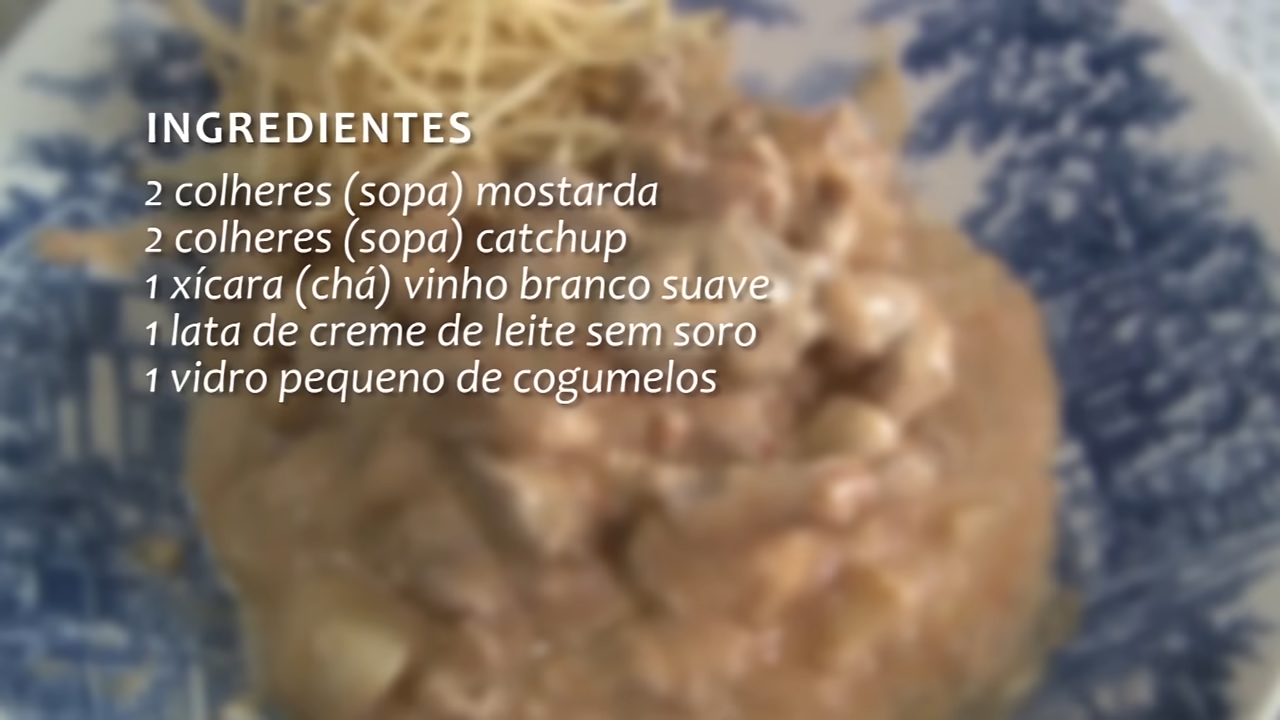 INGREDIENTES
2 colheres (sopa) mostarda
2 colheres (sopa) catchup
1 xícara (chá) vinho branco suave
1 lata de creme de leite sem soro
1 vidro pequeno de cogumelos